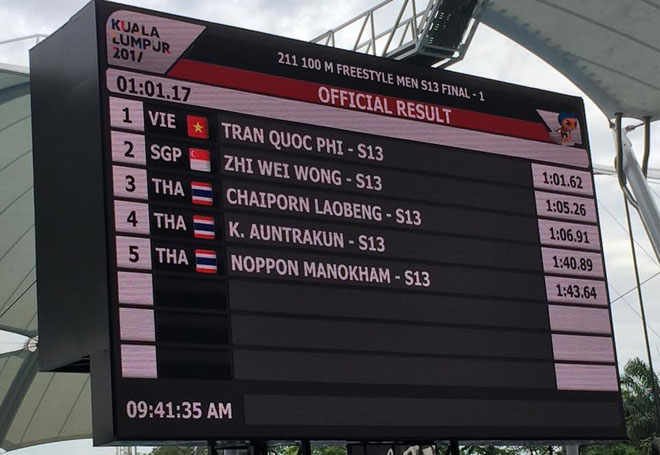 KUALA
LUMPUR
2017
211 100 M FREESTYLE MEN S13 FINAL - 1
01:01.17
OFFICIAL RESULT
1 VIE TRAN QUOC PHI - S13 1:01.62
2 SGP ZHI WEI WONG - S13 1:05.26
3 THA CHAIPORN LAOBENG - S13 1:06.91
4 THA K. AUNTRAKUN - S13 1:40.89
5 THA NOPPON MANOKHAM - S13 1:43.64
09:41:35 AM